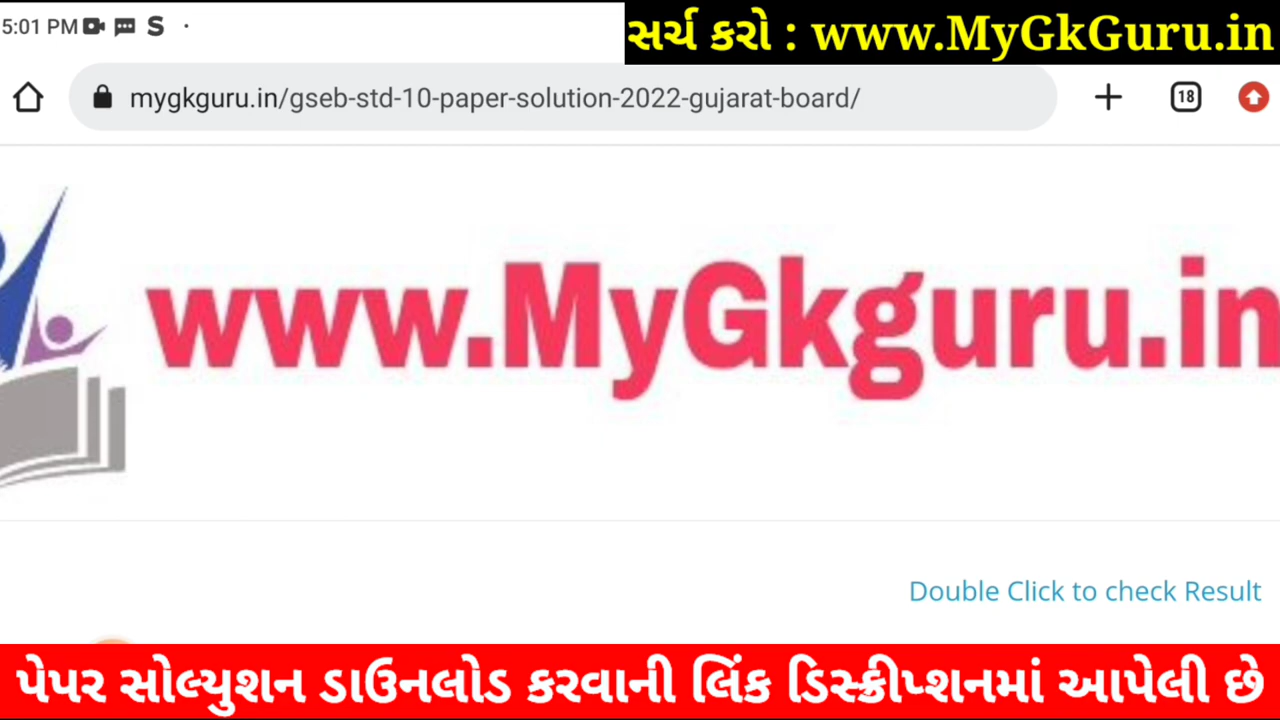 5:01 PM S
સર્ચ કરો : www.MyGkGuru.in
mygkguru.in/gseb-std-10-paper-solution-2022-gujarat-board/
18
www.MyGkguru.in
Double Click to check Result
પેપર સોલ્યુશન ડાઉનલોડ કરવાની લિંક ડિસ્ક્રીપ્શનમાં આપેલી છે